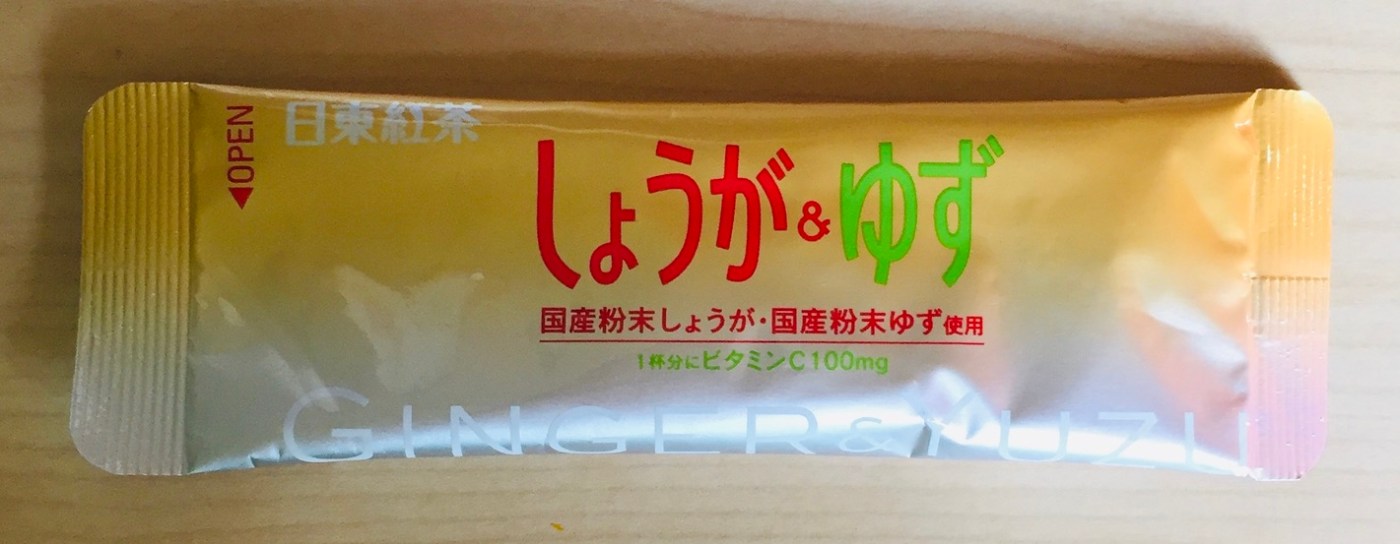 ◀OPEN
日東紅茶
しょうが&ゆず
国産粉末しょうが・国産粉末ゆず使用
1杯分にビタミンC100mg
GINGER&YUZU